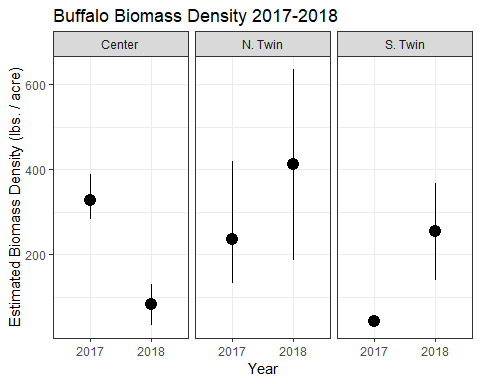 Buffalo Biomass Density 2017-2018
Center
N. Twin
S. Twin
Estimated Biomass Density (lbs. / acre)
600
400
200
2017
2018
2017
2018
2017
2018
Year